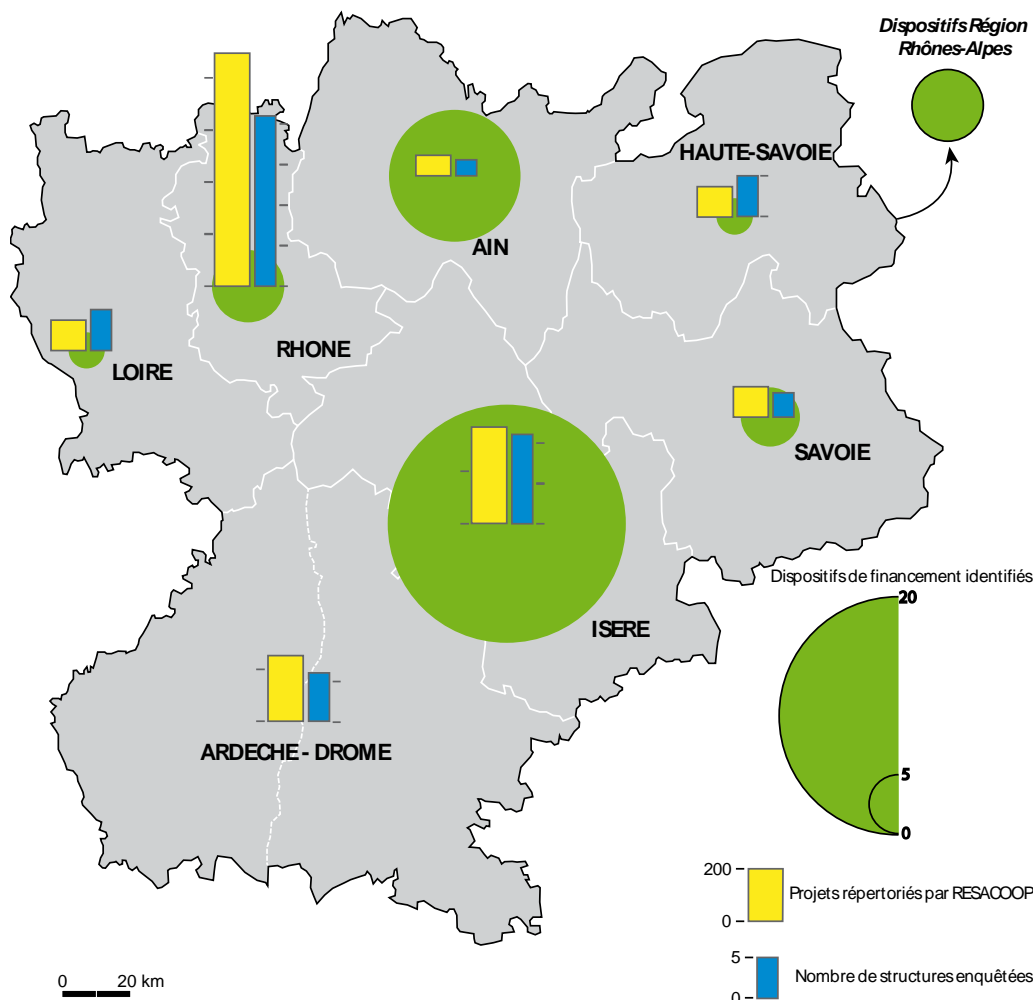 Dispositifs Région
Rhônes-Alpes
HAUTE-SAVOIE
AIN
RHONE
LOIRE
SAVOIE
ISERE
ARDECHE - DROME
Dispositifs de financement identifiés
20
5
0
200
0
Projets répertoriés par RESACOOP
5
0
Nombre de structures enquêtées
0 20 km